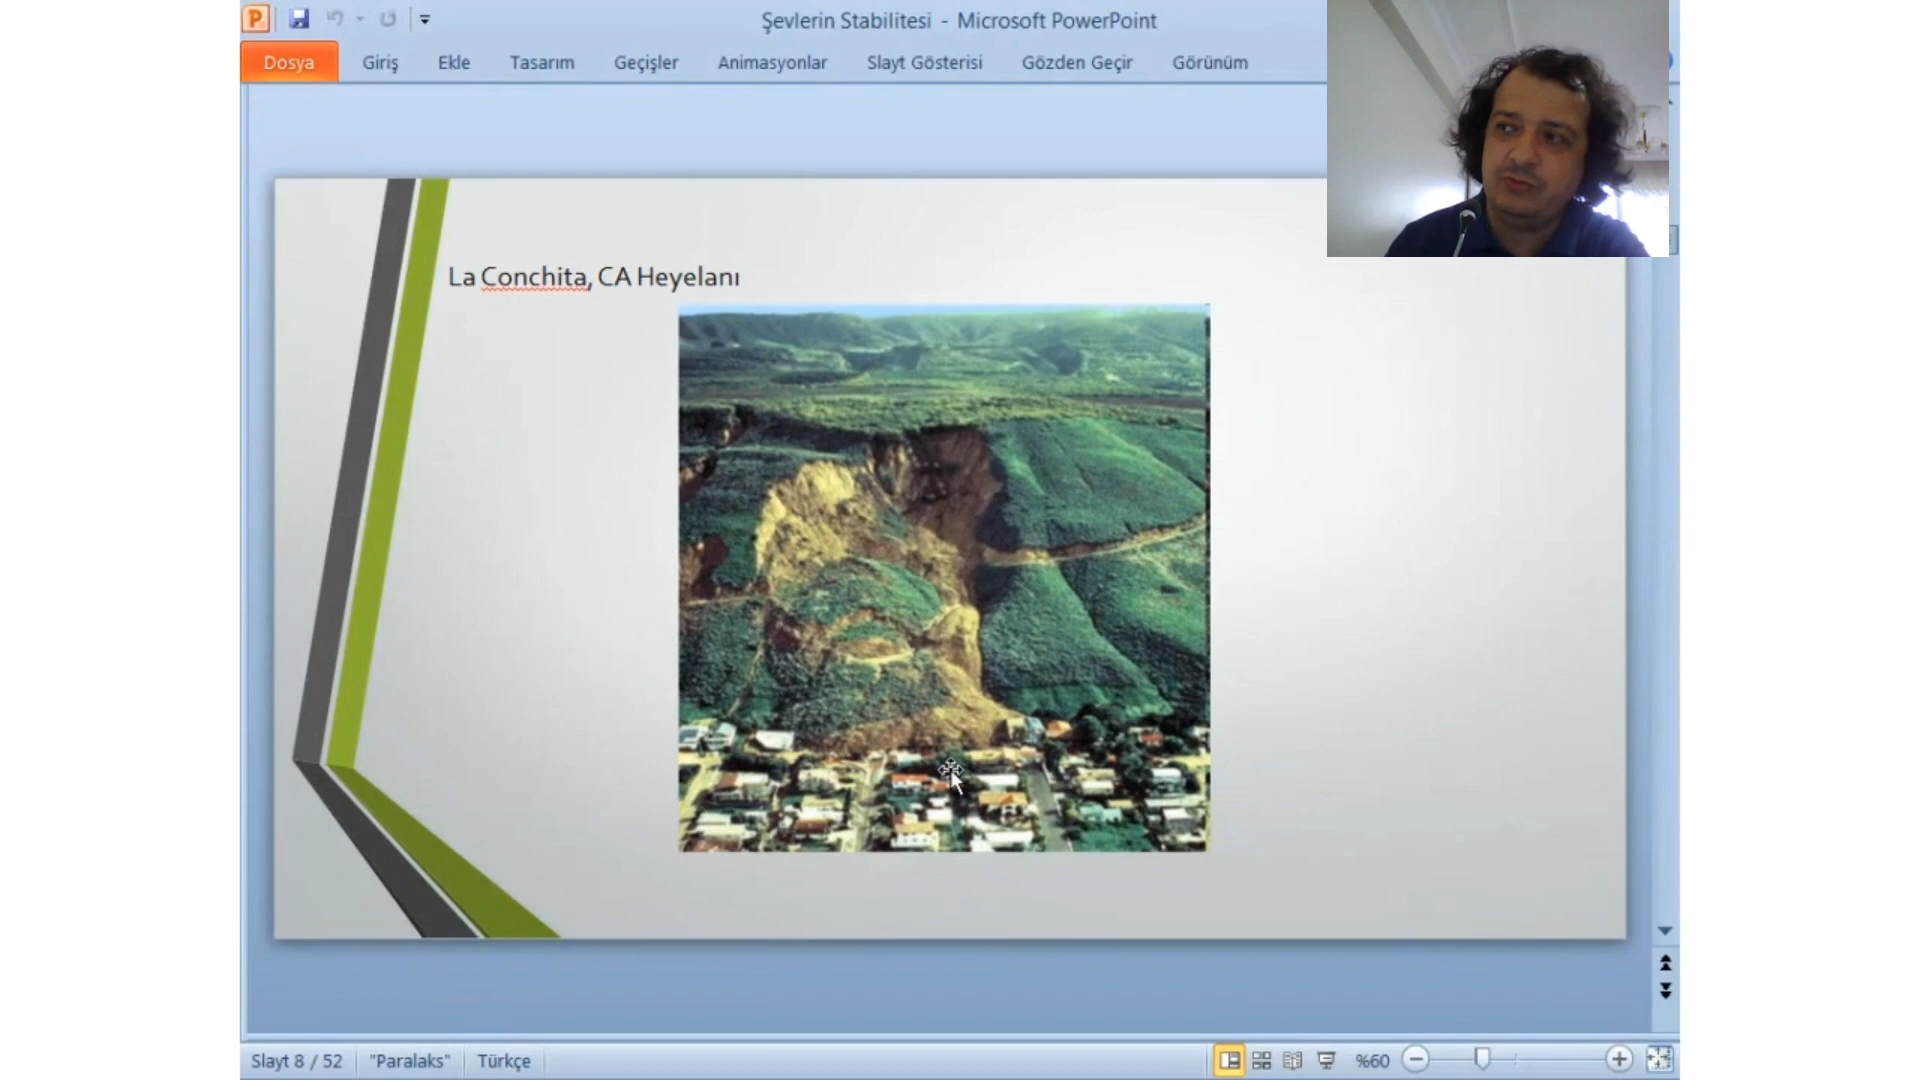 Şevlerin Stabilitesi - Microsoft PowerPoint
Dosya Giriş Ekle Tasarım Geçişler Animasyonlar Slayt Gösterisi Gözden Geçir Görünüm
La Conchita, CA Heyelanı
Slayt 8 / 52 "Paralaks" Türkçe %60